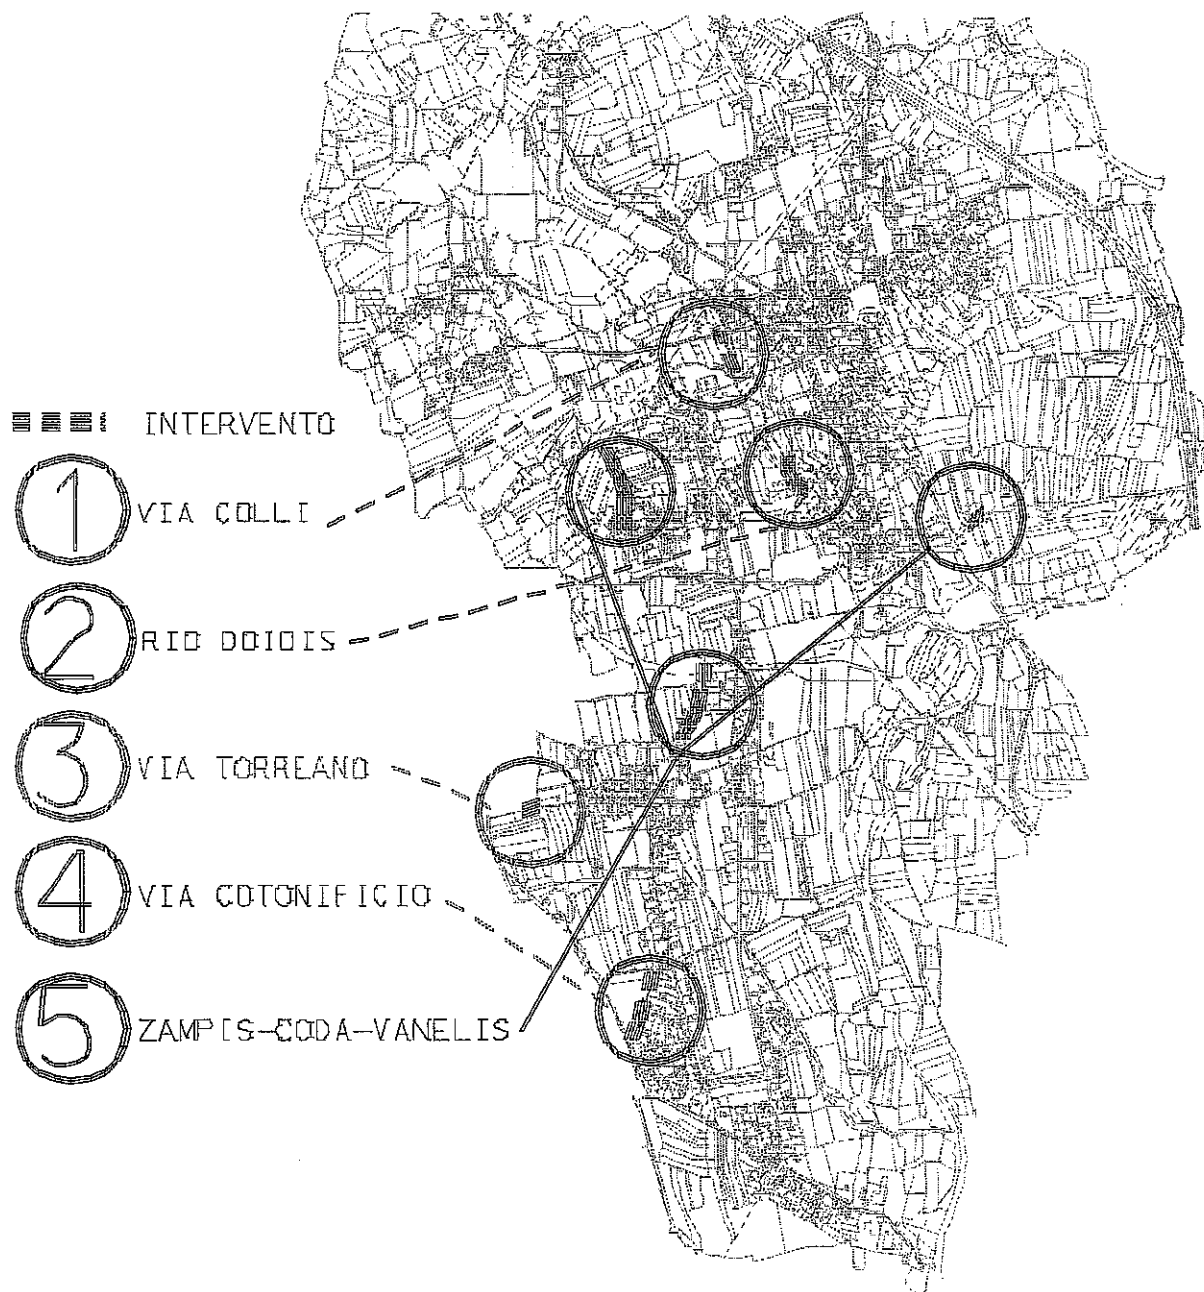 INTERVENTO
1 VIA COLLI
2 RIO DOIDIS
3 VIA TORREANO
4 VIA COTONIFICIO
5 ZAMPIS-CODA-VANELIS